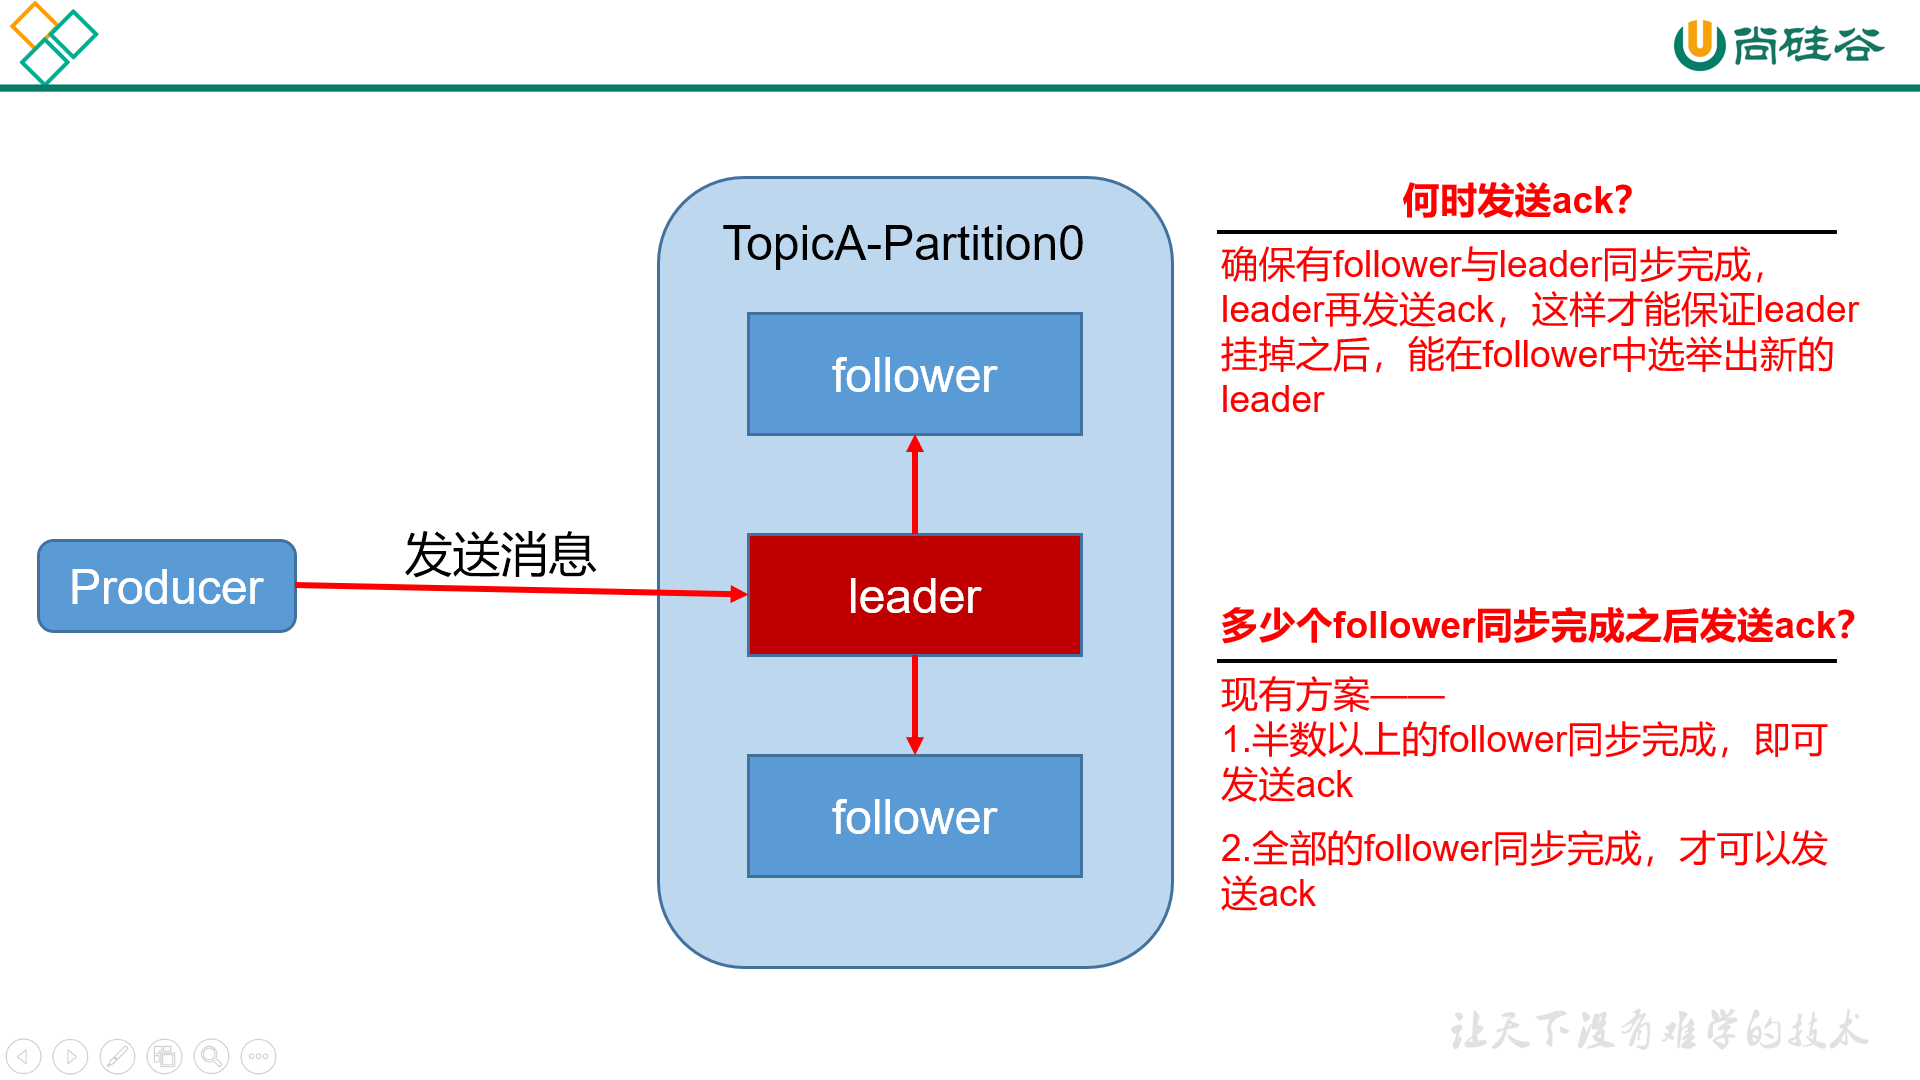 尚硅谷
TopicA-Partition0
follower
leader
follower
Producer
发送消息
何时发送ack？
确保有follower与leader同步完成，
leader再发送ack，这样才能保证leader
挂掉之后，能在follower中选举出新的
leader
多少个follower同步完成之后发送ack？
现有方案——
1.半数以上的follower同步完成，即可
发送ack
2.全部的follower同步完成，才可以发
送ack
让天下没有难学的技术